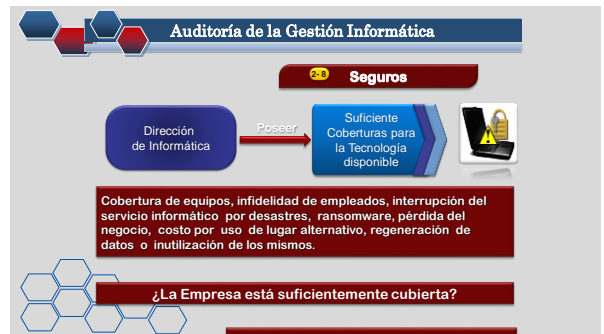 Auditoría de la Gestión Informática
2- 8
Seguros
Dirección
de Informática
Poseer
Suficiente
Coberturas para
la Tecnología
disponible
Cobertura de equipos, infidelidad de empleados, interrupción del
servicio informático por desastres, ransomware, pérdida del
negocio, costo por uso de lugar alternativo, regeneración de
datos o inutilización de los mismos.
¿La Empresa está suficientemente cubierta?